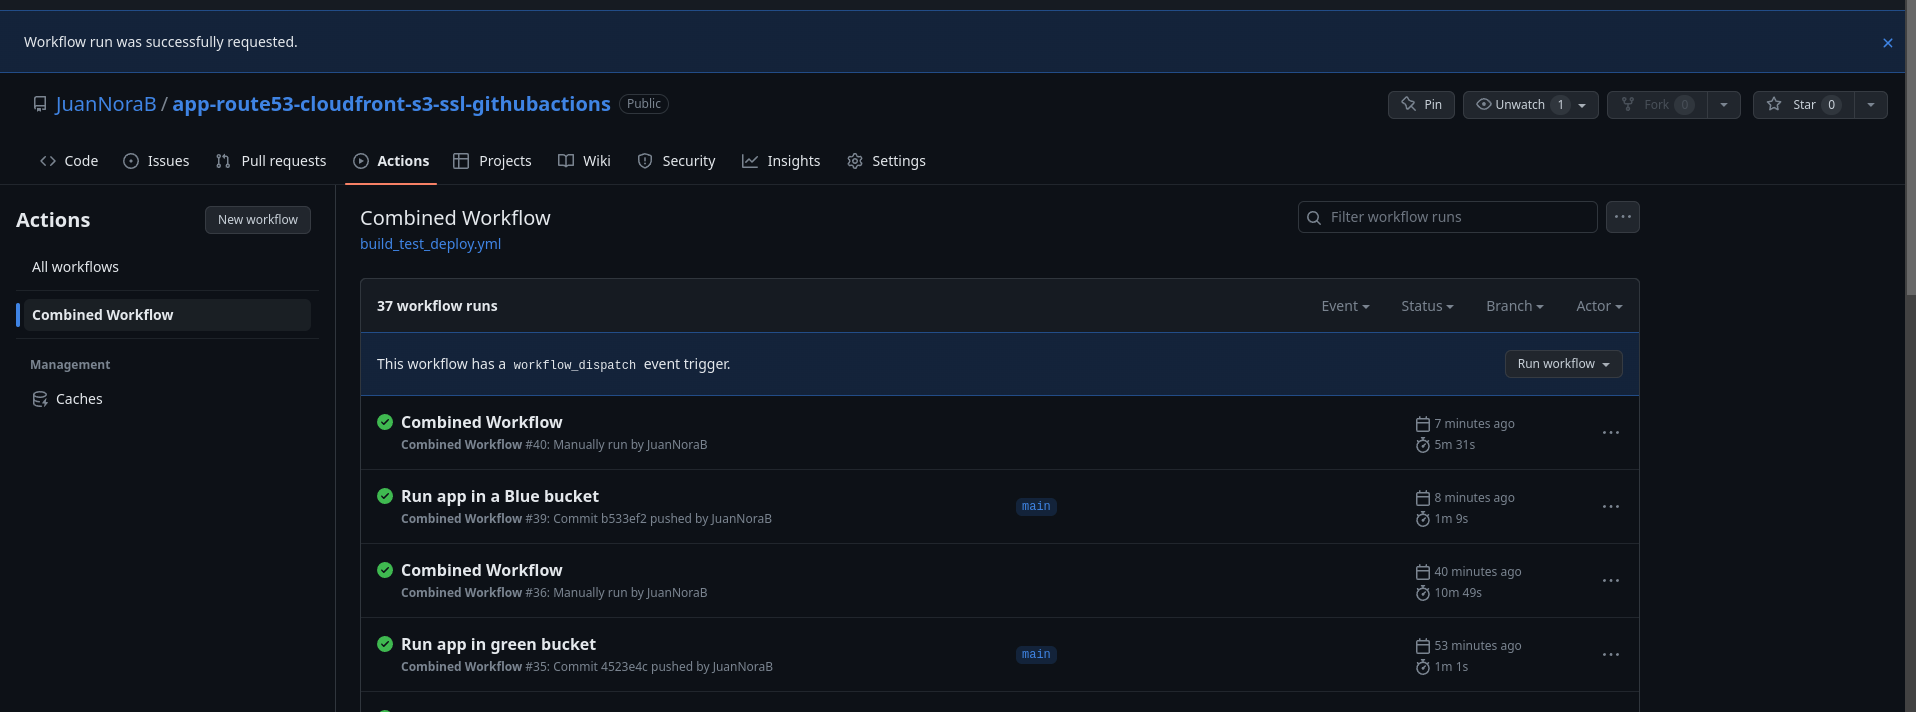 Workflow run was successfully requested.
JuanNoraB / app-route53-cloudfront-s3-ssl-githubactions Public
Pin Unwatch 1 Fork 0 Star 0
Code Issues Pull requests Actions Projects Wiki Security Insights Settings
Actions New workflow
All workflows
Combined Workflow
Management
Caches
Combined Workflow
build_test_deploy.yml
Filter workflow runs
37 workflow runs Event Status Branch Actor
This workflow has a workflow_dispatch event trigger. Run workflow
Combined Workflow
Combined Workflow #40: Manually run by JuanNoraB
7 minutes ago
5m 31s
Run app in a Blue bucket
Combined Workflow #39: Commit b533ef2 pushed by JuanNoraB
main
8 minutes ago
1m 9s
Combined Workflow
Combined Workflow #36: Manually run by JuanNoraB
40 minutes ago
10m 49s
Run app in green bucket
Combined Workflow #35: Commit 4523e4c pushed by JuanNoraB
main
53 minutes ago
1m 1s